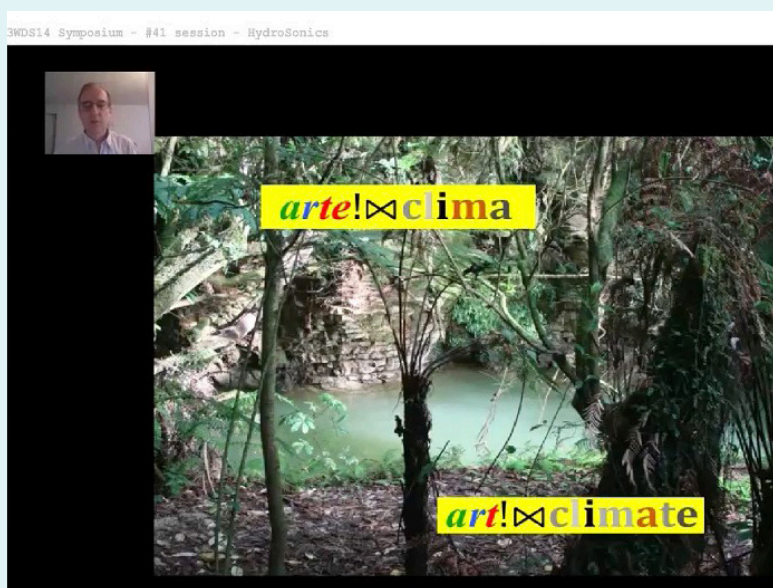 3WDS14 Symposium - #41 session - HydroSonics
arte!⋈clima
art!⋈climate